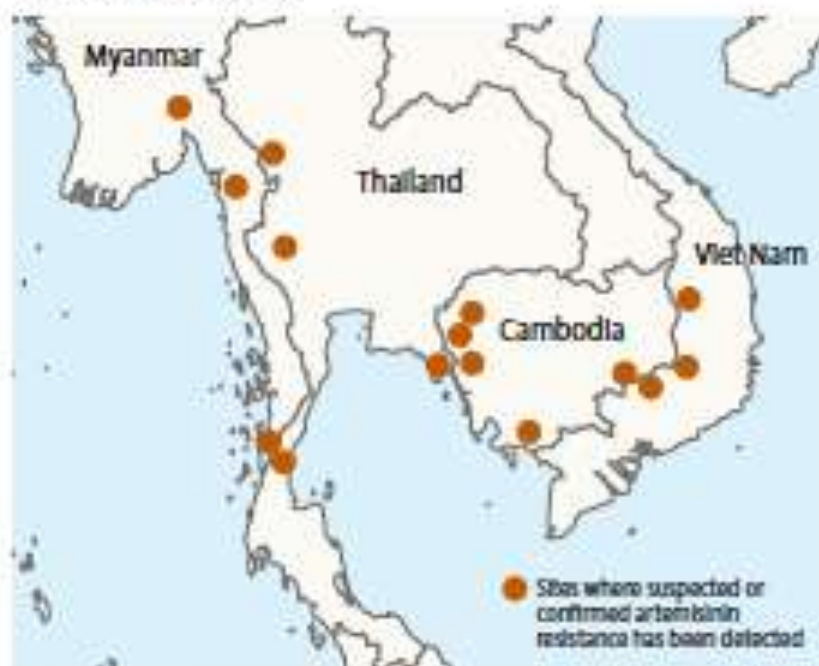 Myanmar
Thailand
Viet Nam
Cambodia
Sites where suspected or
confirmed artemisinin
resistance has been detected